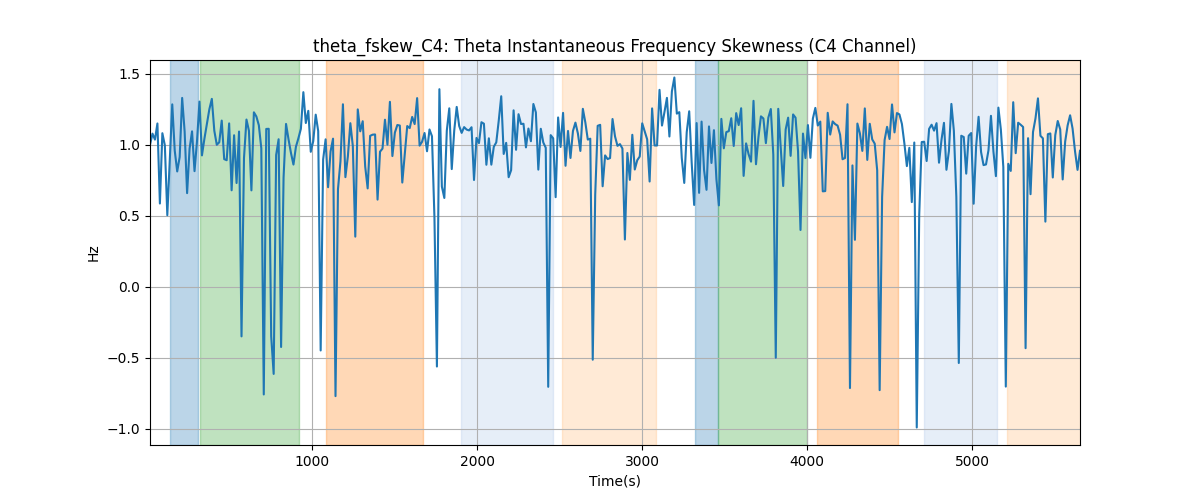 theta_fskew_C4: Theta Instantaneous Frequency Skewness (C4 Channel)
1.5
1.0
0.5
0.0
−0.5
−1.0
Hz
1000 2000 3000 4000 5000
Time(s)